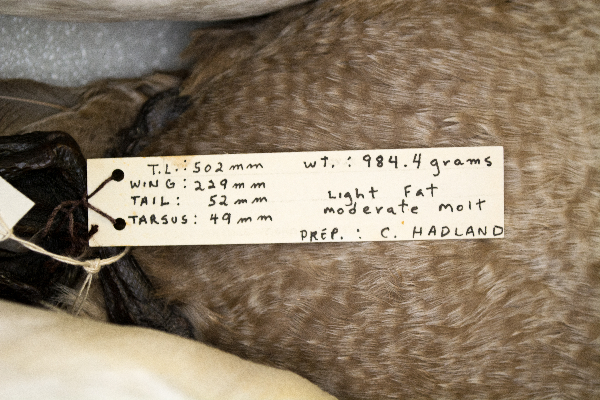 T.L.: 502 mm wt.: 984.4 grams
WING: 229 mm
TAIL: 52 mm Light Fat
TARSUS: 49 mm moderate molt
PREP.: C. HADLAND